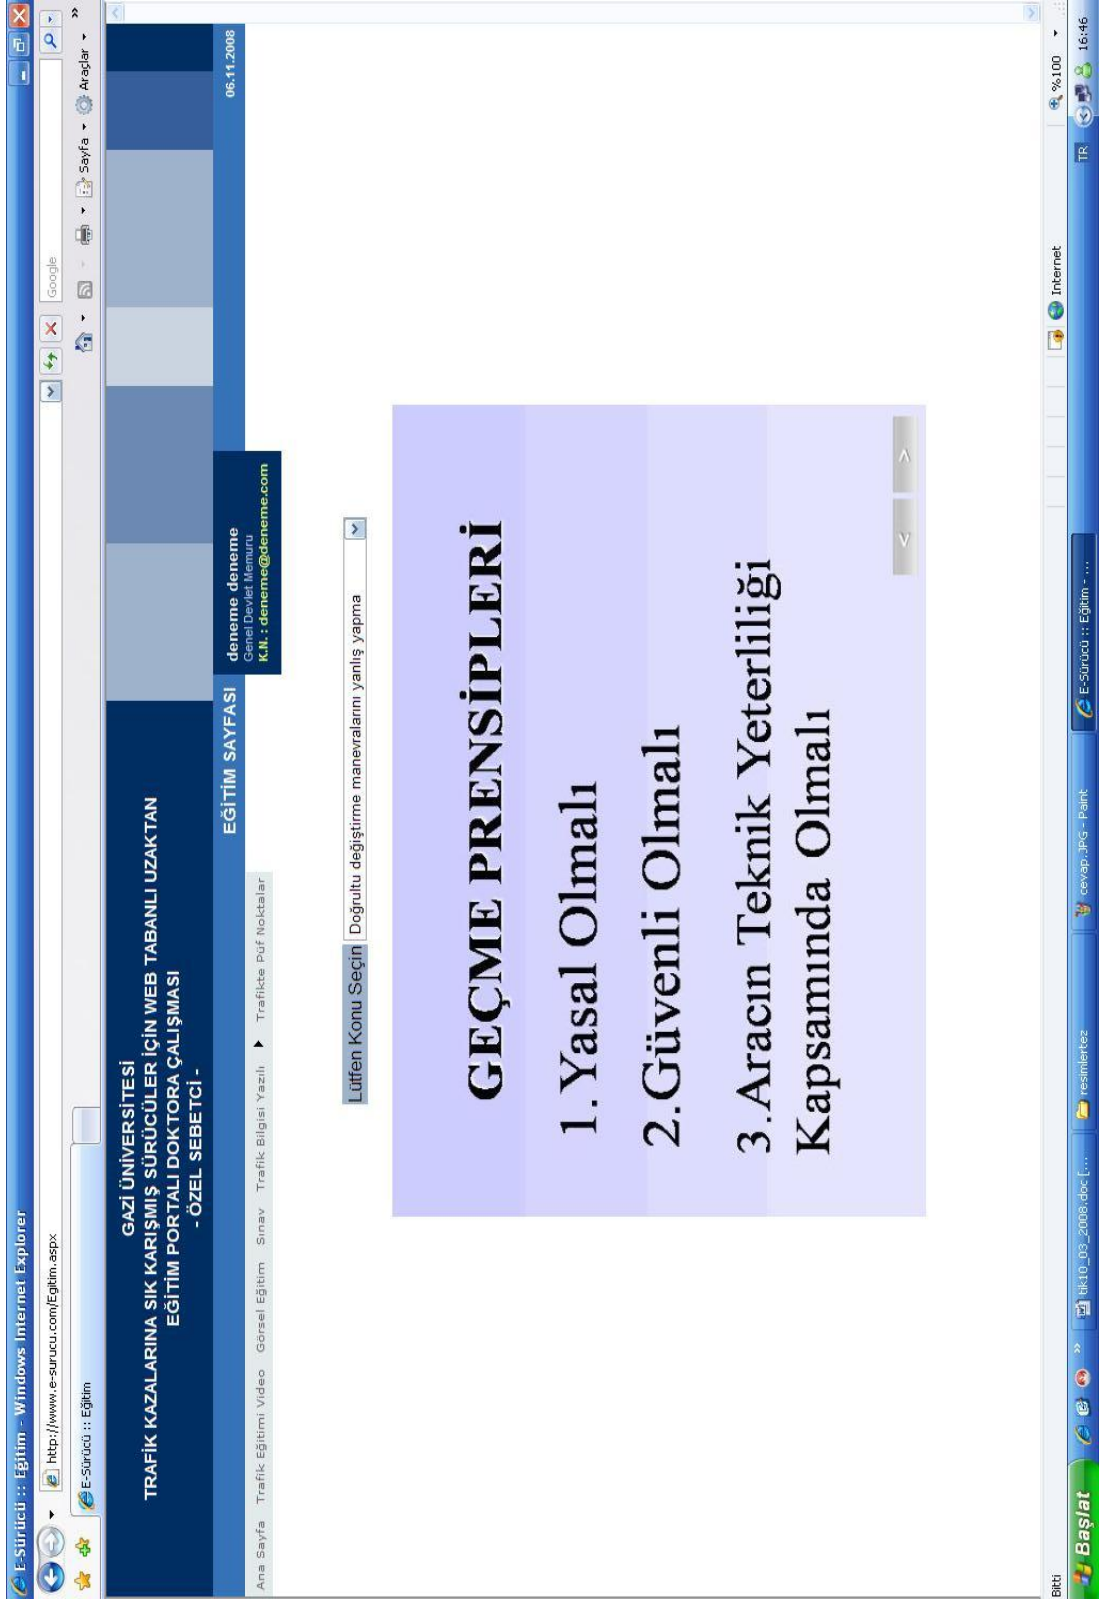 E-Sürücü :: Eğitim - Windows Internet Explorer
http://www.e-surucu.com/Egitim.aspx
Google
E-Sürücü :: Eğitim
Sayfa
Araçlar
»
GAZİ ÜNİVERSİTESİ
TRAFİK KAZALARINA SIK KARIŞMIŞ SÜRÜCÜLER İÇİN WEB TABANLI UZAKTAN
EĞİTİM PORTALI DOKTORA ÇALIŞMASI
- ÖZEL SEBETCİ -
EĞİTİM SAYFASI
deneme deneme
06.11.2008
Genel Devlet Memuru
K.N. : deneme@deneme.com
Ana Sayfa Trafik Eğitimi Video Görsel Eğitim Sınav Trafik Bilgisi Yazılı Trafikte Püf Noktalar
Lütfen Konu Seçin Doğrultu değiştirme manevralarını yanlış yapma
GEÇME PRENSİPLERİ
1.Yasal Olmalı
2.Güvenli Olmalı
3.Aracın Teknik Yeterliliği
Kapsamında Olmalı
< >
Bitti
Internet
%100
Başlat
»
tik10_03_2008.doc [...
resimlertez
cevap.JPG - Paint
E-Sürücü :: Eğitim - ...
TR
16:46